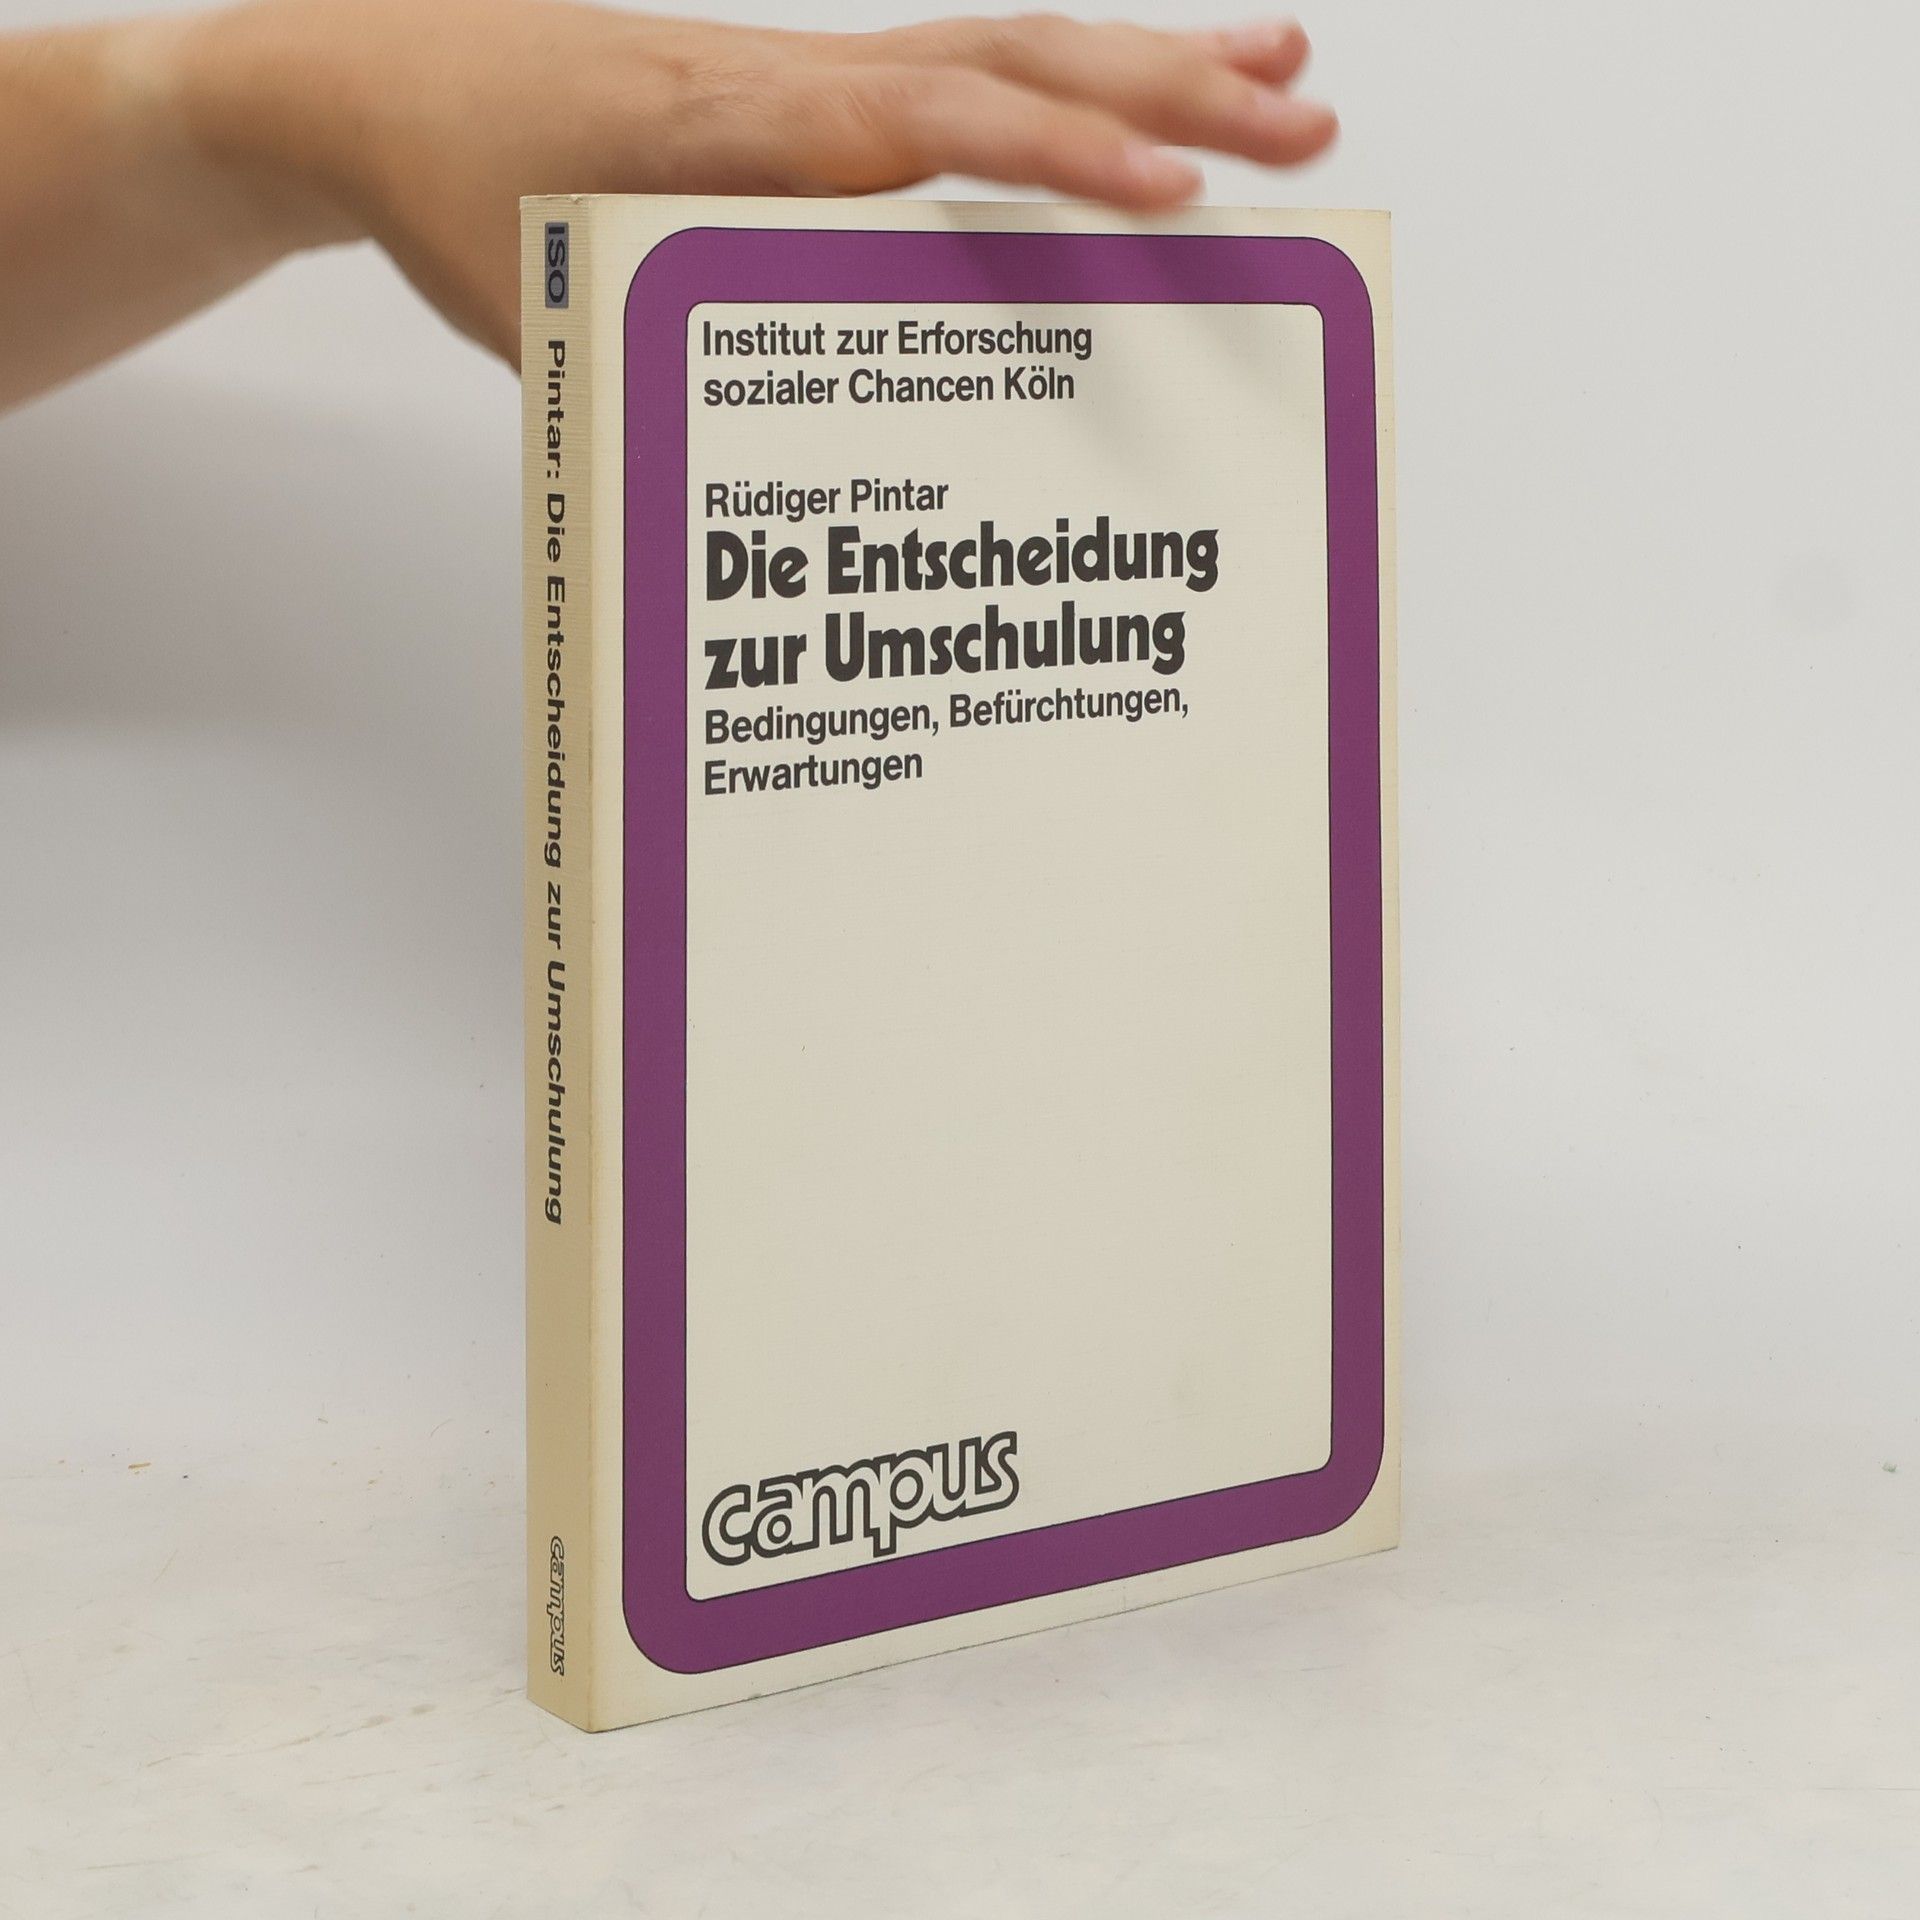 ISO Pintar: Die Entscheidung zur Umschulung campus
Institut zur Erforschung
sozialer Chancen Köln
Rüdiger Pintar
Die Entscheidung
zur Umschulung
Bedingungen, Befürchtungen,
Erwartungen
campus